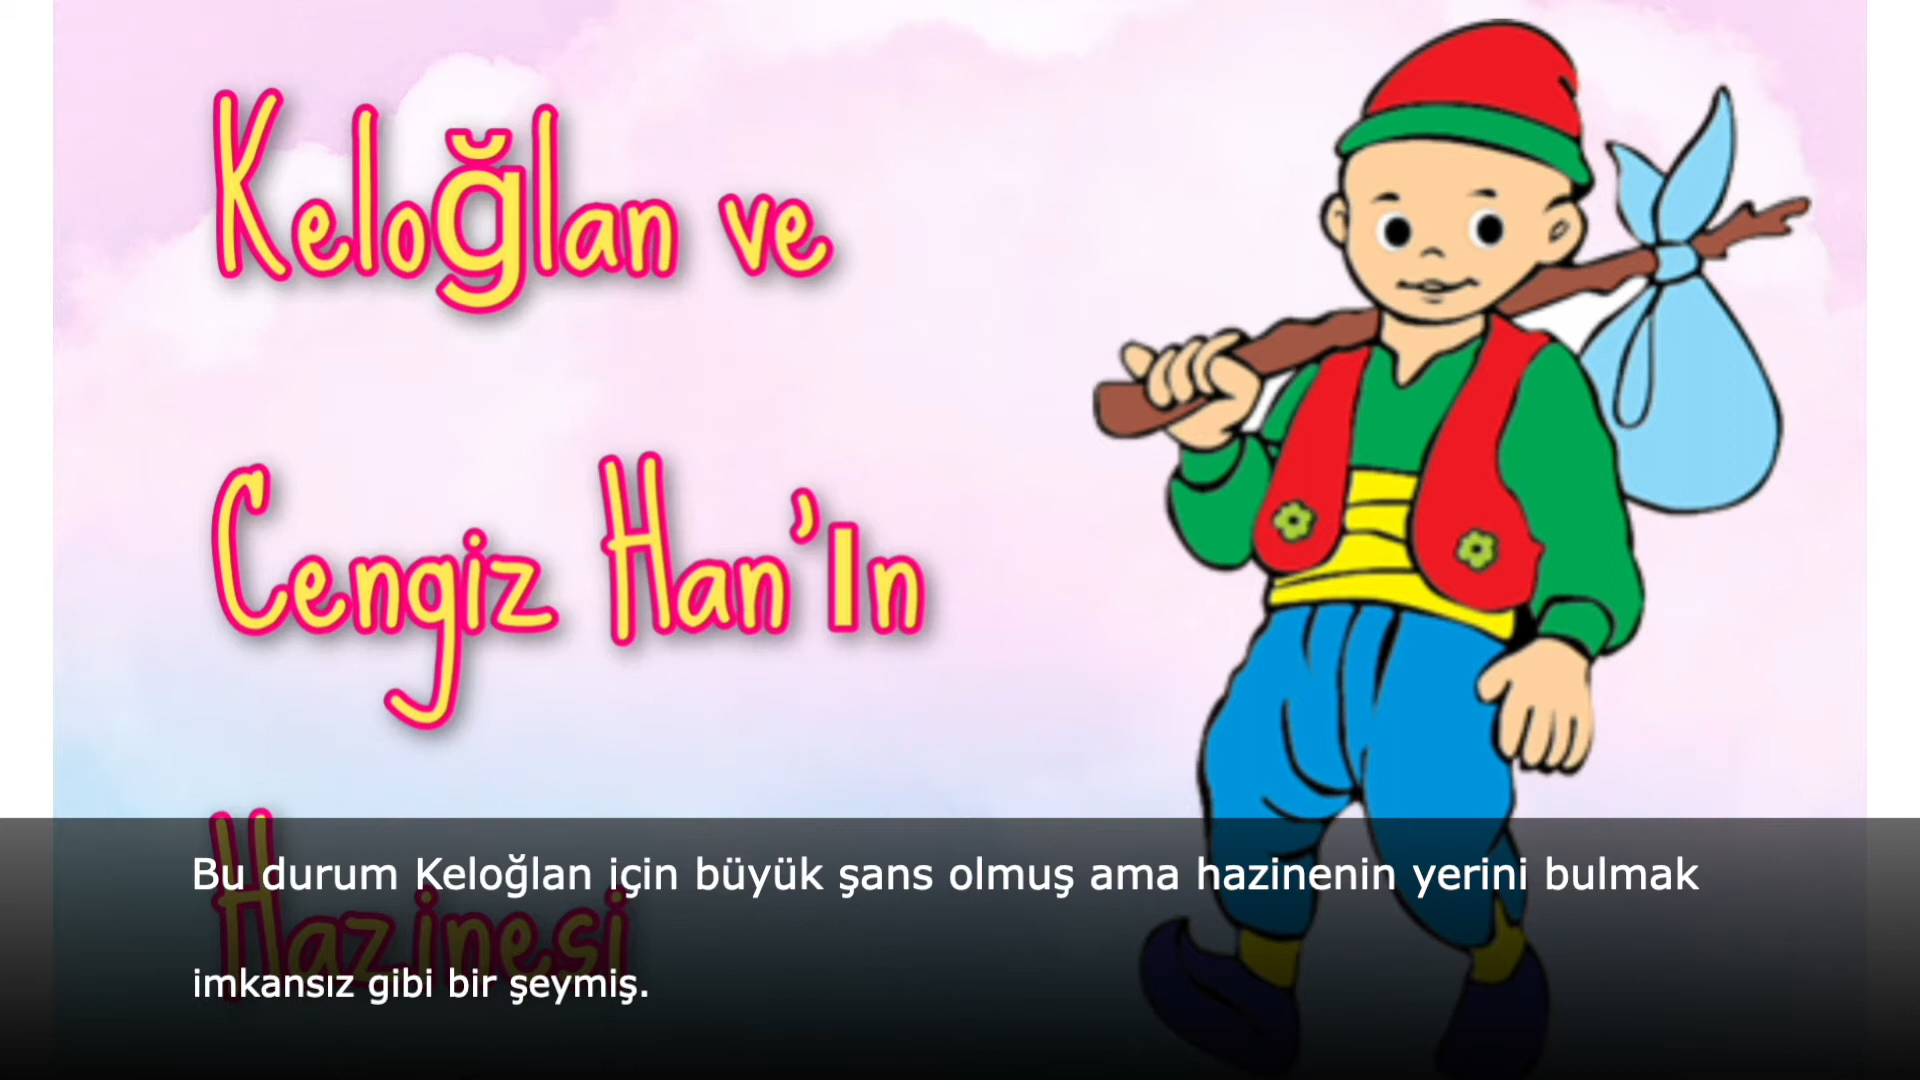 Keloğlan ve
Cengiz Han'ın
Hazinesi
Bu durum Keloğlan için büyük şans olmuş ama hazinenin yerini bulmak
imkansız gibi bir şeymiş.